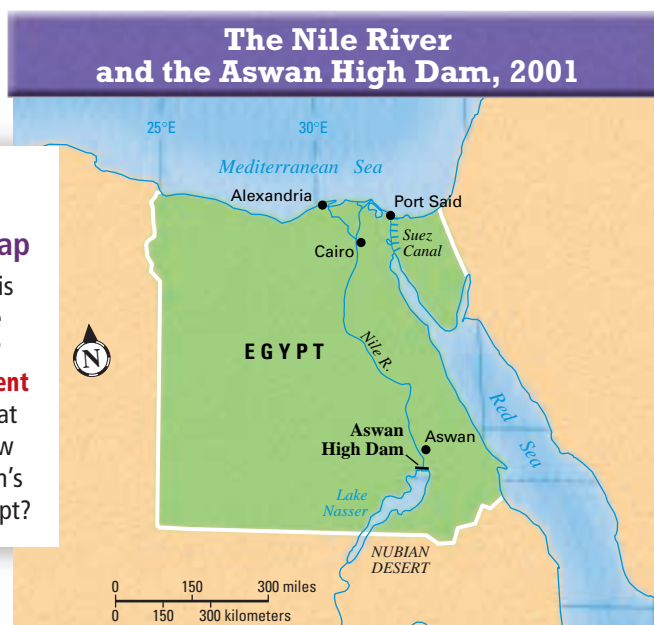 The Nile River
and the Aswan High Dam, 2001
25°E
30°E
Mediterranean Sea
Alexandria
Port Said
Suez
Canal
Cairo
ap
is
ent
at
w
n's
pt?
N
EGYPT
Nile R.
Red Sea
Aswan
High Dam
Aswan
Lake
Nasser
NUBIAN
DESERT
0 150 300 miles
0 150 300 kilometers